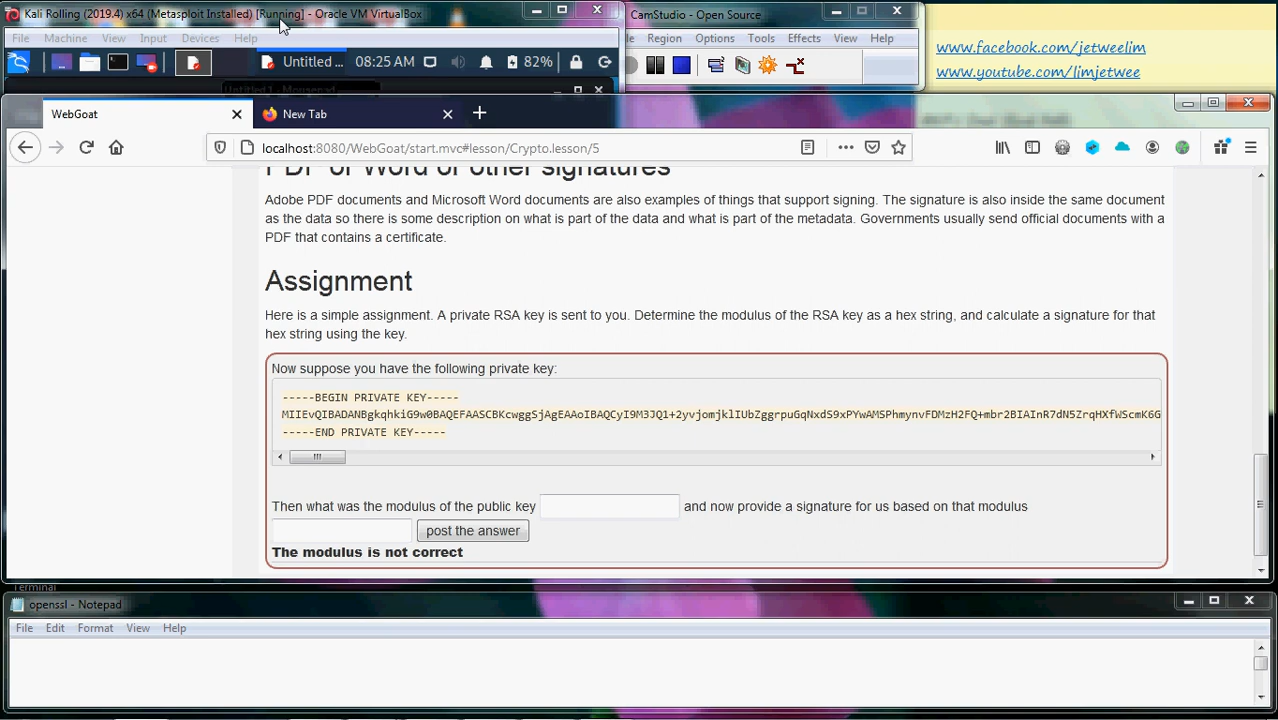 Kali Rolling (2019.4) x64 (Metasploit Installed) [Running] - Oracle VM VirtualBox
File Machine View Input Devices Help
Untitled ... 08:25 AM 82%
Untitled 1 - Mousepad
CamStudio - Open Source
Region Options Tools Effects View Help
www.facebook.com/jetweelim
www.youtube.com/limjetwee
WebGoat New Tab
localhost:8080/WebGoat/start.mvc#lesson/Crypto.lesson/5
PDF or Word or other signatures
Adobe PDF documents and Microsoft Word documents are also examples of things that support signing. The signature is also inside the same document
as the data so there is some description on what is part of the data and what is part of the metadata. Governments usually send official documents with a
PDF that contains a certificate.
Assignment
Here is a simple assignment. A private RSA key is sent to you. Determine the modulus of the RSA key as a hex string, and calculate a signature for that
hex string using the key.
Now suppose you have the following private key:
-----BEGIN PRIVATE KEY-----
MIIEvQIBADANBgkqhkiG9w0BAQEFAASCBKcwggSjAgEAAoIBAQCyI9M3JQ1+2yvjomjklIUbZggrpuGqNxdS9xPYwAMSPhmynvFDMzH2FQ+mbr2BIAInR7dN5ZrqHXfWScmK6G
-----END PRIVATE KEY-----
Then what was the modulus of the public key and now provide a signature for us based on that modulus
post the answer
The modulus is not correct
Terminal
openssl - Notepad
File Edit Format View Help